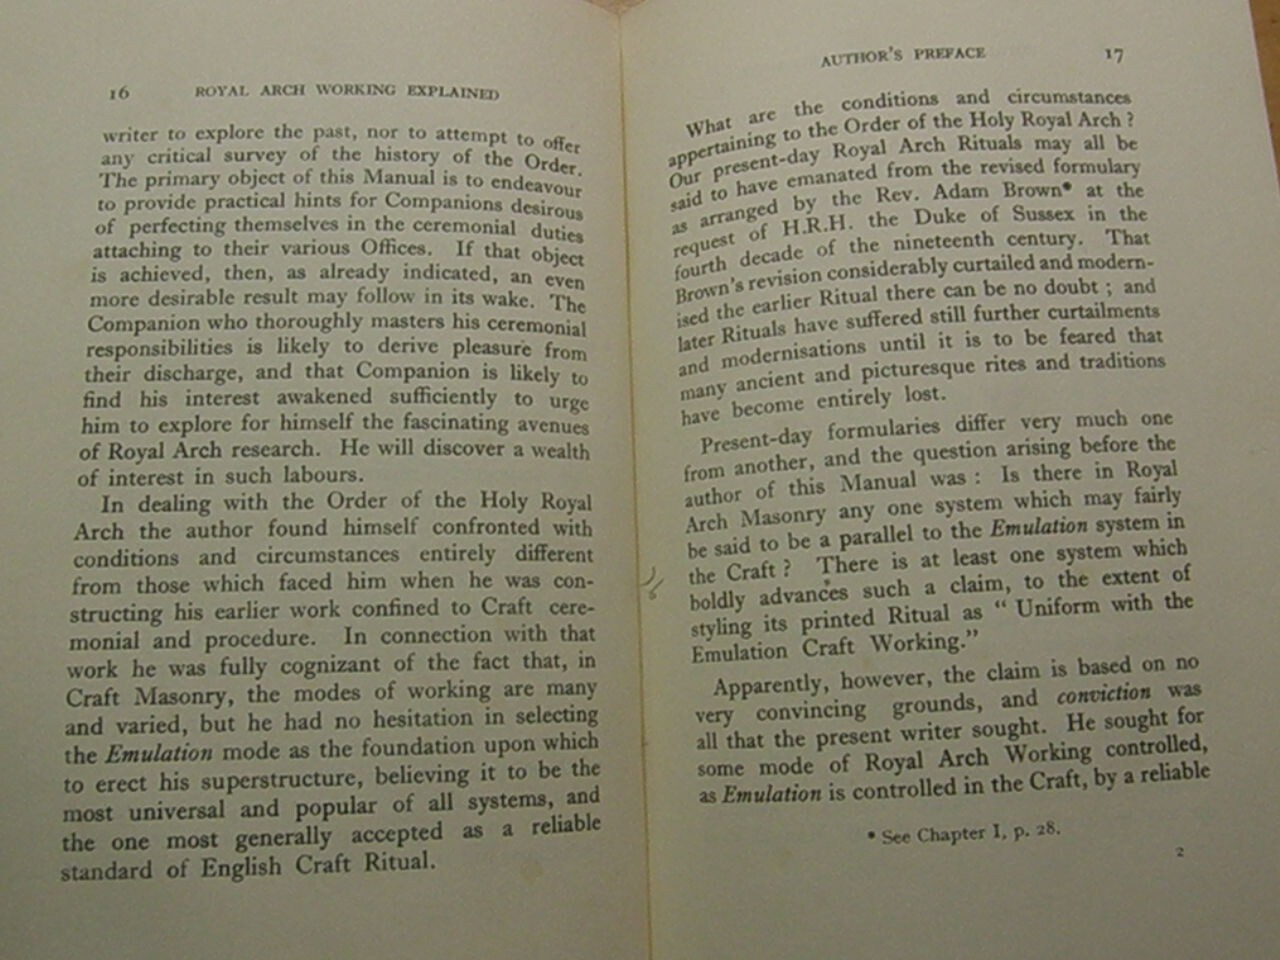 16 ROYAL ARCH WORKING EXPLAINED
writer to explore the past, nor to attempt to offer
any critical survey of the history of the Order.
The primary object of this Manual is to endeavour
to provide practical hints for Companions desirous
of perfecting themselves in the ceremonial duties
attaching to their various Offices. If that object
is achieved, then, as already indicated, an even
more desirable result may follow in its wake. The
Companion who thoroughly masters his ceremonial
responsibilities is likely to derive pleasure from
their discharge, and that Companion is likely to
find his interest awakened sufficiently to urge
him to explore for himself the fascinating avenues
of Royal Arch research. He will discover a wealth
of interest in such labours.
In dealing with the Order of the Holy Royal
Arch the author found himself confronted with
conditions and circumstances entirely different
from those which faced him when he was con-
structing his earlier work confined to Craft cere-
monial and procedure. In connection with that
work he was fully cognizant of the fact that, in
Craft Masonry, the modes of working are many
and varied, but he had no hesitation in selecting
the Emulation mode as the foundation upon which
to erect his superstructure, believing it to be the
most universal and popular of all systems, and
the one most generally accepted as a reliable
standard of English Craft Ritual.
AUTHOR'S PREFACE 17
What are the conditions and circumstances
appertaining to the Order of the Holy Royal Arch ?
Our present-day Royal Arch Rituals may all be
said to have emanated from the revised formulary
as arranged by the Rev. Adam Brown* at the
request of H.R.H. the Duke of Sussex in the
fourth decade of the nineteenth century. That
Brown's revision considerably curtailed and modern-
ised the earlier Ritual there can be no doubt ; and
later Rituals have suffered still further curtailments
and modernisations until it is to be feared that
many ancient and picturesque rites and traditions
have become entirely lost.
Present-day formularies differ very much one
from another, and the question arising before the
author of this Manual was : Is there in Royal
Arch Masonry any one system which may fairly
be said to be a parallel to the Emulation system in
the Craft ? There is at least one system which
boldly advances such a claim, to the extent of
styling its printed Ritual as “ Uniform with the
Emulation Craft Working.”
Apparently, however, the claim is based on no
very convincing grounds, and conviction was
all that the present writer sought. He sought for
some mode of Royal Arch Working controlled,
as Emulation is controlled in the Craft, by a reliable
* See Chapter I, p. 28.
2